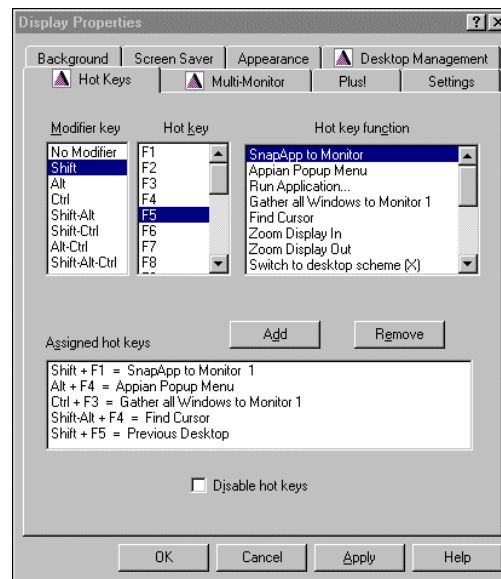 Display Properties
Background Screen Saver Appearance Desktop Management
Hot Keys Multi-Monitor Plus! Settings
Modifier key Hot key Hot key function
No Modifier F1 SnapApp to Monitor
Shift F2 Appian Popup Menu
Alt F3 Run Application...
Ctrl F4 Gather all Windows to Monitor 1
Shift-Alt F5 Find Cursor
Shift-Ctrl F6 Zoom Display In
Alt-Ctrl F7 Zoom Display Out
Shift-Alt-Ctrl F8 Switch to desktop scheme (X)
Add Remove
Assigned hot keys
Shift + F1 = SnapApp to Monitor 1
Alt + F4 = Appian Popup Menu
Ctrl + F3 = Gather all Windows to Monitor 1
Shift-Alt + F4 = Find Cursor
Shift + F5 = Previous Desktop
Disable hot keys
OK Cancel Apply Help